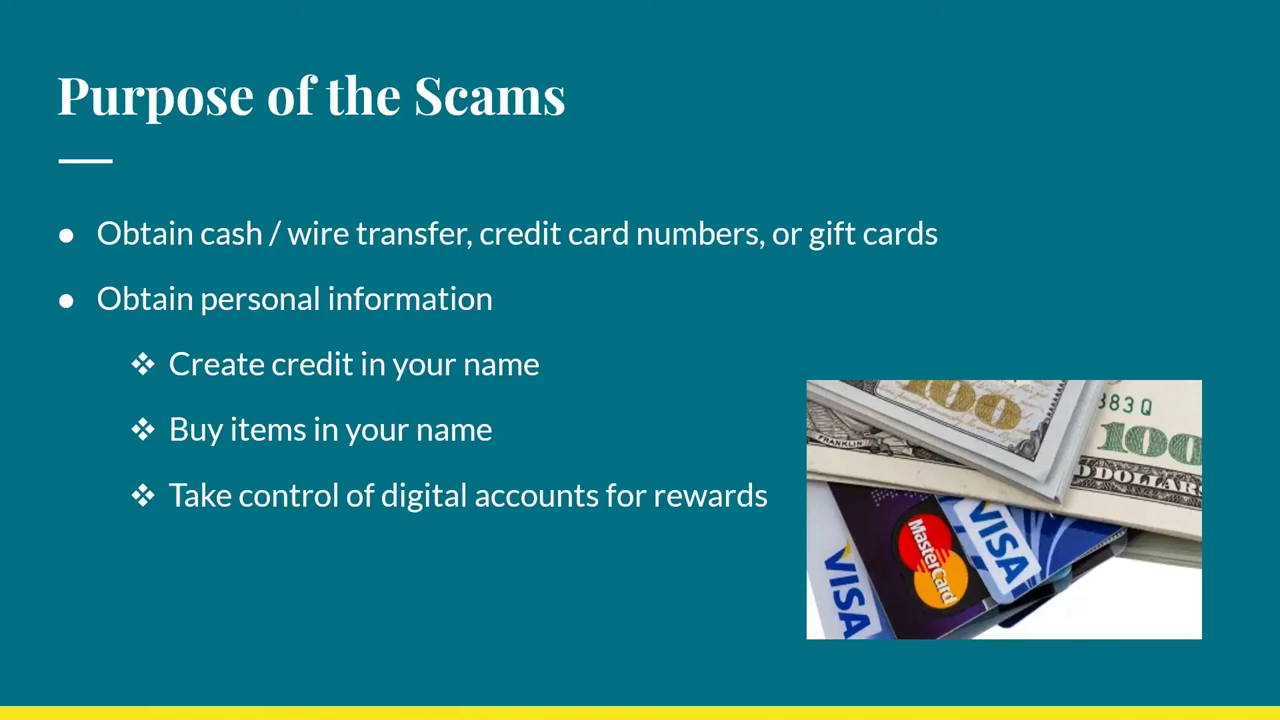 Purpose of the Scams
● Obtain cash / wire transfer, credit card numbers, or gift cards
● Obtain personal information
❖ Create credit in your name
❖ Buy items in your name
❖ Take control of digital accounts for rewards
100
FRANKLIN
383 Q
100
DOLLARS
VISA
MasterCard
VISA